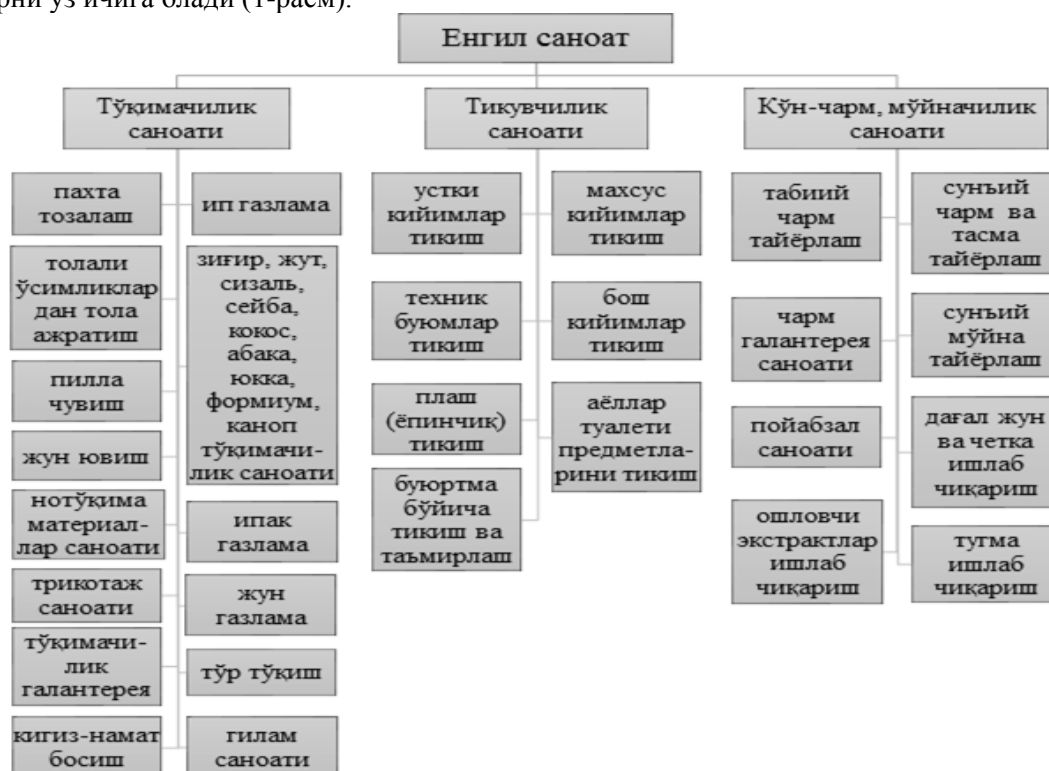 рни ўз ичига олади (1-расм).
Енгил саноат
Тўқимачилик
саноати
пахта
тозалаш
ип газлама
толали
ўсимликлар
дан тола
ажратиш
зиғир, жут,
сизаль,
сейба,
кокос,
абака,
юкка,
формиум,
каноп
тўқимачи-
лик саноати
пилла
чувиш
жун ювиш
нотўқима
материал-
лар саноати
ипак
газлама
трикотаж
саноати
жун
газлама
тўқимачи-
лик
галантерея
тўр тўқиш
кигиз-намат
босиш
гилам
саноати
Тикувчилик
саноати
устки
кийимлар
тикиш
махсус
кийимлар
тикиш
техник
буюмлар
тикиш
бош
кийимлар
тикиш
плаш
(ёпинчиқ)
тикиш
аёллар
туалети
предметла-
рини тикиш
буюртма
бўйича
тикиш ва
таъмирлаш
Кўн-чарм, мўйначилик
саноати
табиий
чарм
тайёрлаш
сунъий
чарм ва
тасма
тайёрлаш
чарм
галантерея
саноати
сунъий
мўйна
тайёрлаш
пойабзал
саноати
дағал жун
ва четка
ишлаб
чиқариш
ошловчи
экстрактлар
ишлаб
чиқариш
тугма
ишлаб
чиқариш